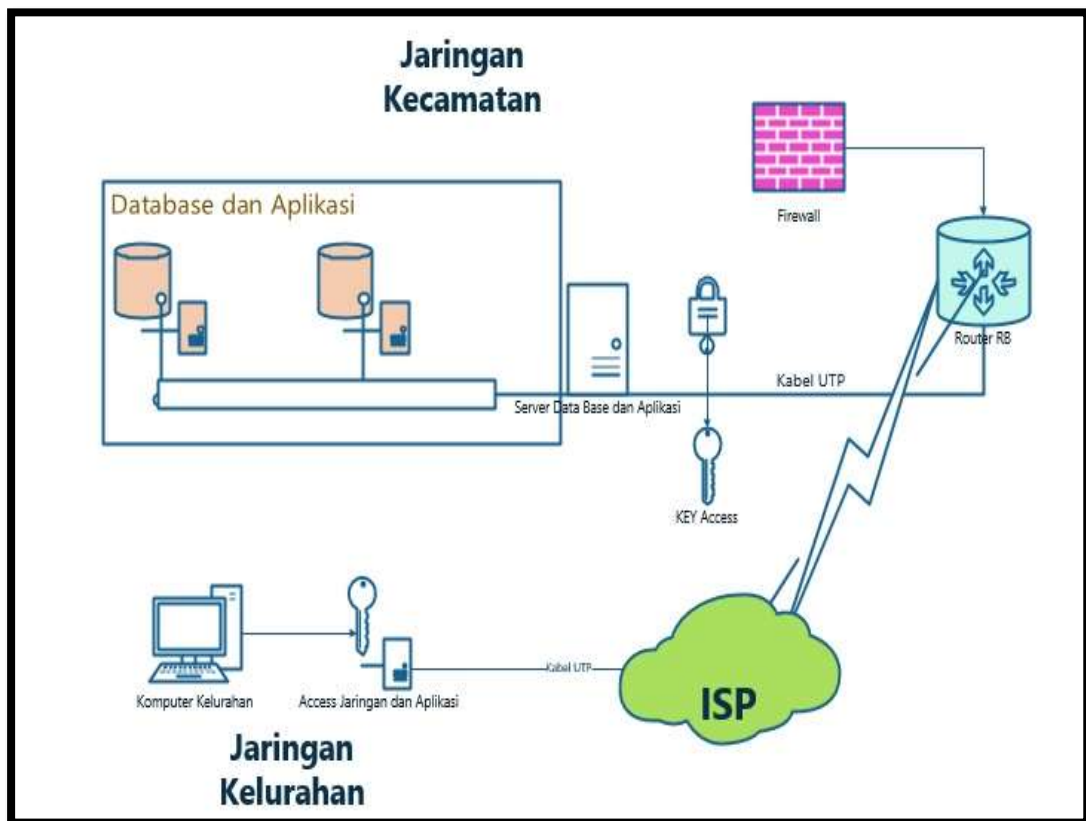 Jaringan
Kecamatan
Database dan Aplikasi
Firewall
Router RB
Kabel UTP
Server Data Base dan Aplikasi
KEY Access
Kabel UTP
ISP
Komputer Kelurahan
Access Jaringan dan Aplikasi
Jaringan
Kelurahan